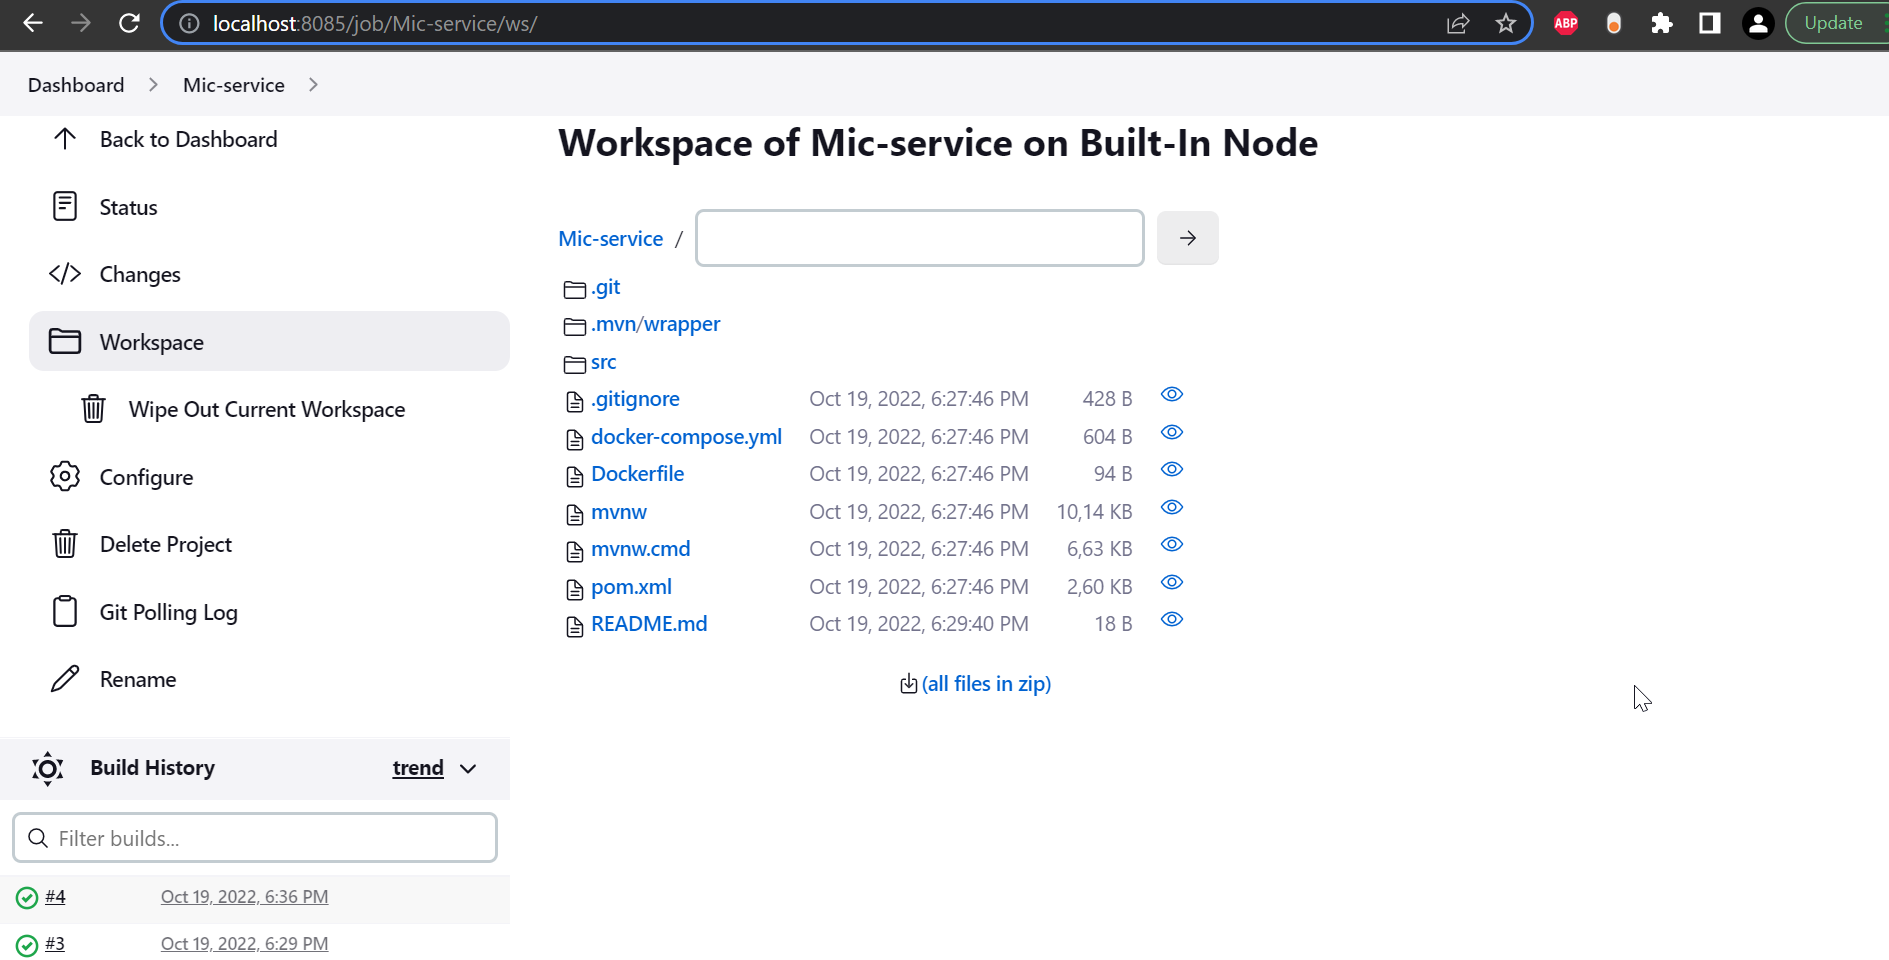 localhost:8085/job/Mic-service/ws/
ABP
Update
Dashboard
Mic-service
Back to Dashboard
Status
Changes
Workspace
Wipe Out Current Workspace
Configure
Delete Project
Git Polling Log
Rename
Build History
trend
Filter builds...
#4 Oct 19, 2022, 6:36 PM
#3 Oct 19, 2022, 6:29 PM
Workspace of Mic-service on Built-In Node
Mic-service /
.git
.mvn/wrapper
src
.gitignore Oct 19, 2022, 6:27:46 PM 428 B
docker-compose.yml Oct 19, 2022, 6:27:46 PM 604 B
Dockerfile Oct 19, 2022, 6:27:46 PM 94 B
mvnw Oct 19, 2022, 6:27:46 PM 10,14 KB
mvnw.cmd Oct 19, 2022, 6:27:46 PM 6,63 KB
pom.xml Oct 19, 2022, 6:27:46 PM 2,60 KB
README.md Oct 19, 2022, 6:29:40 PM 18 B
(all files in zip)